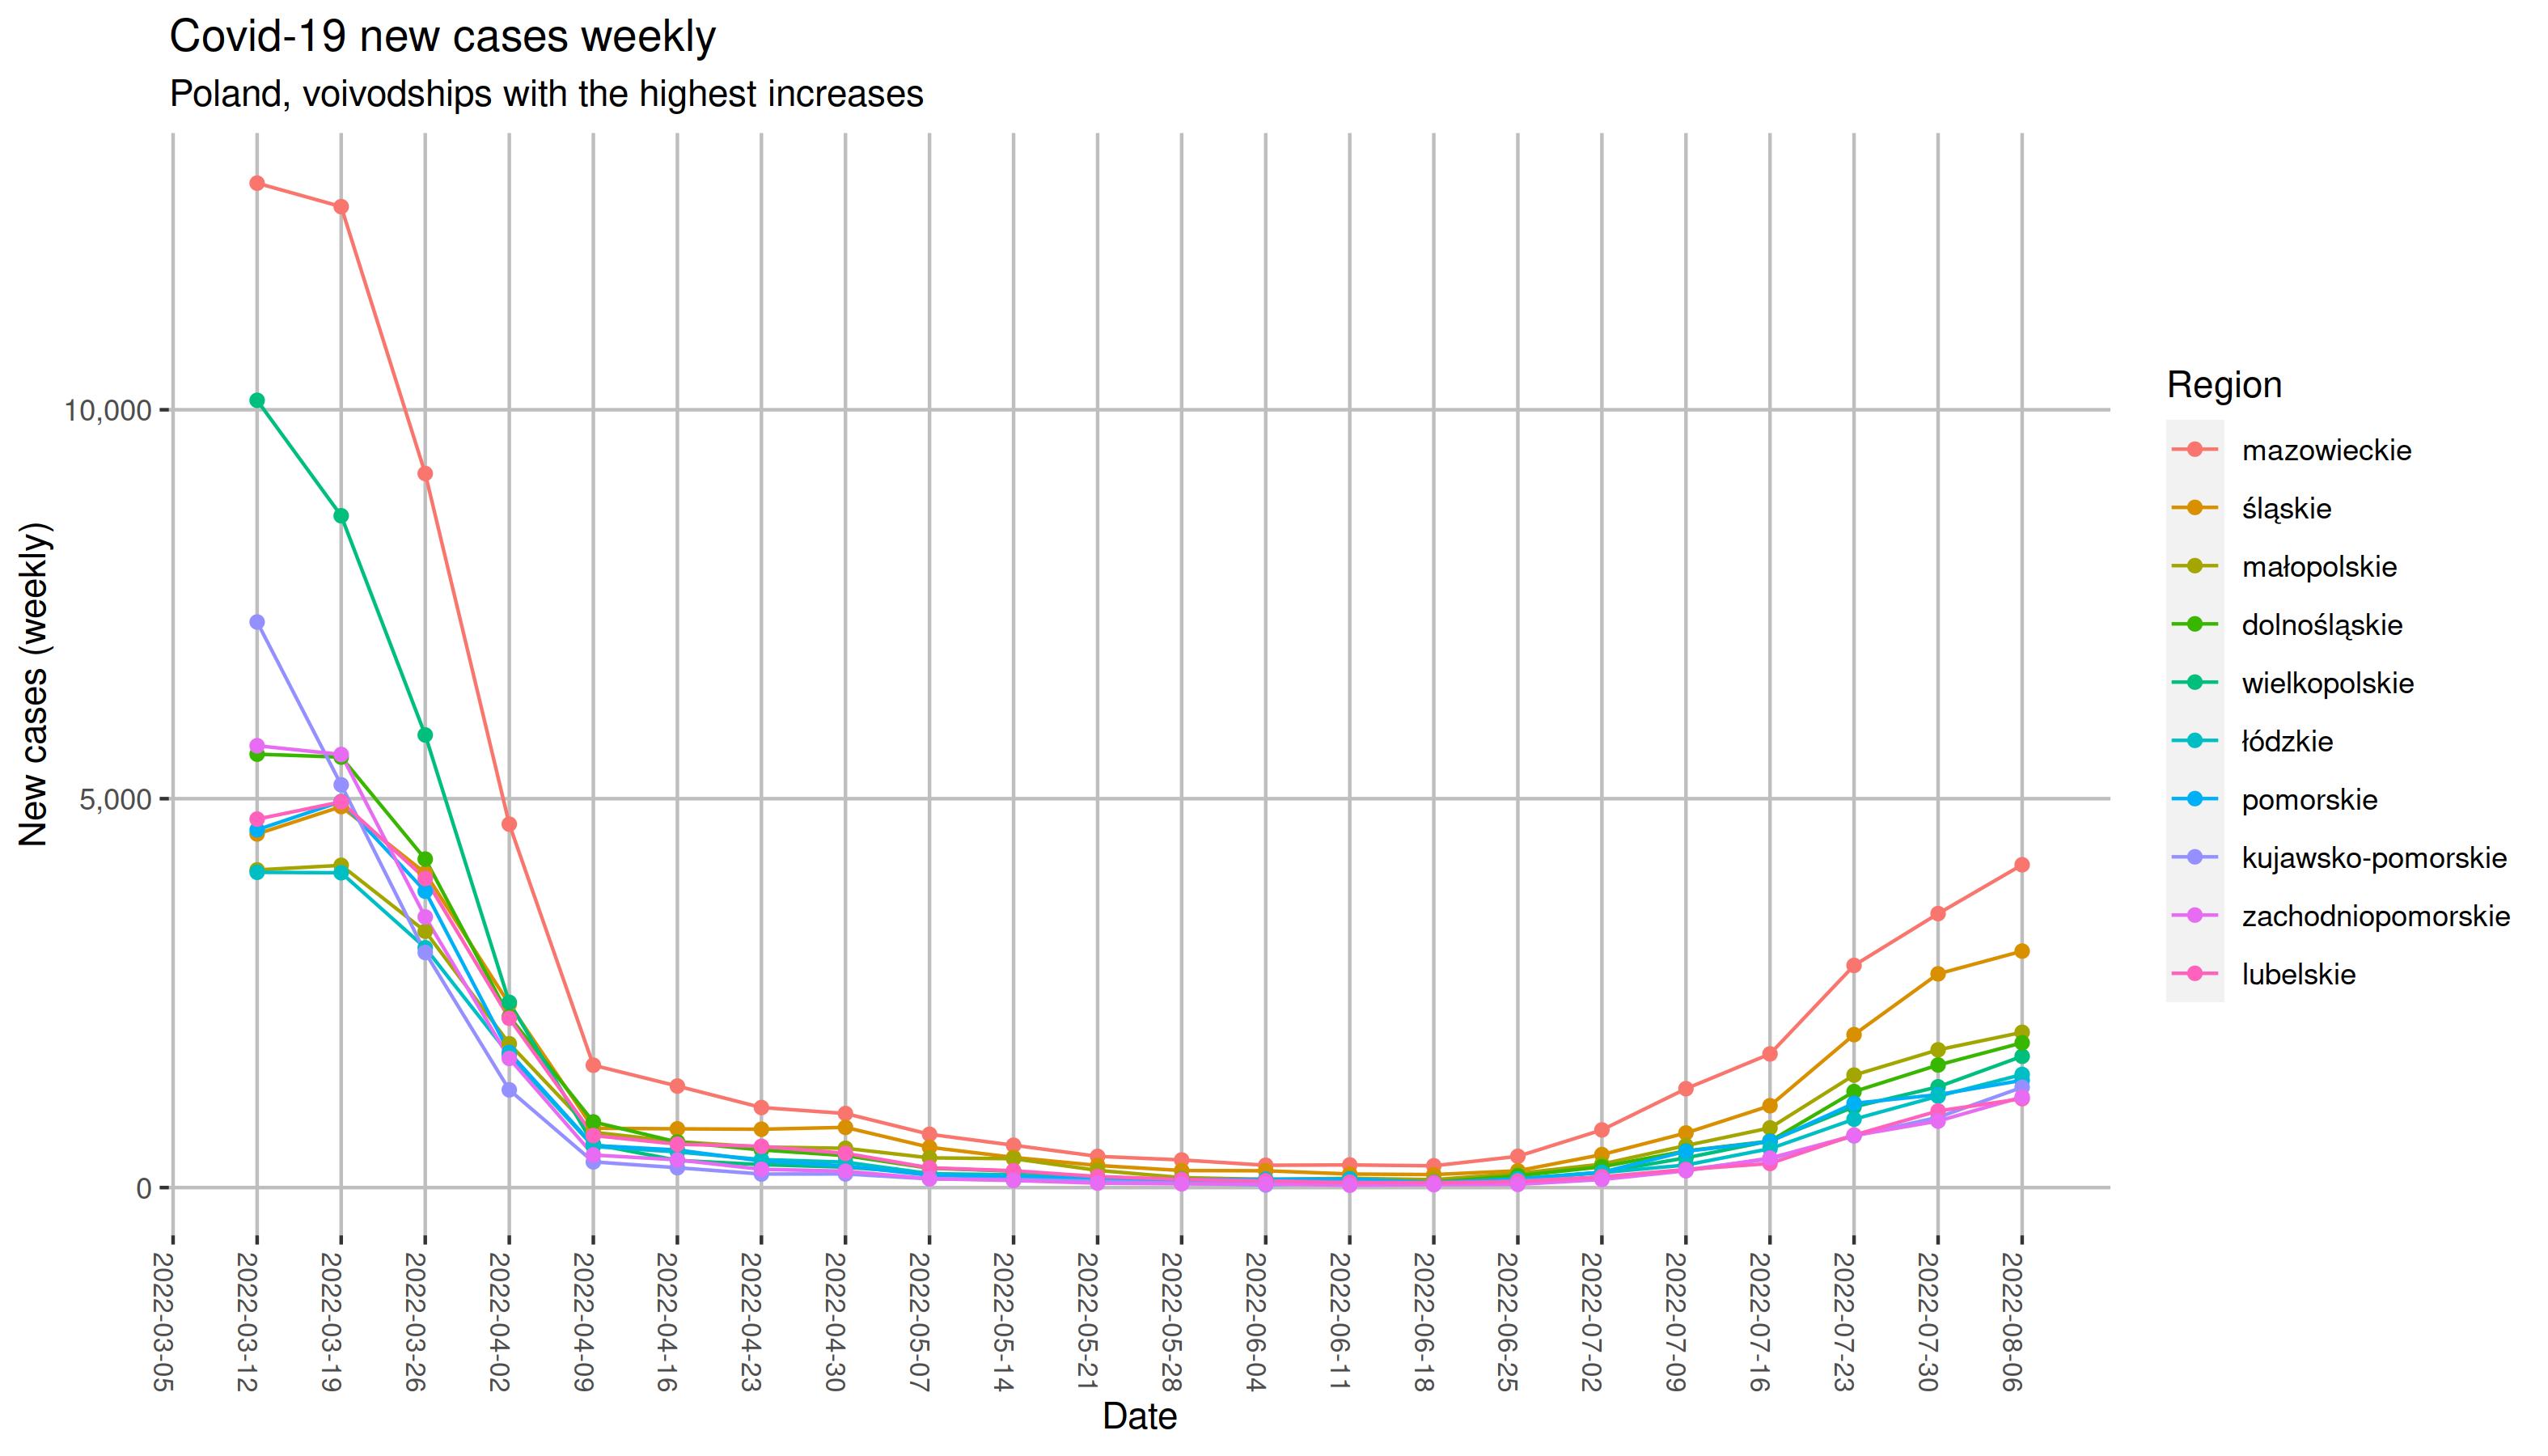 Covid-19 new cases weekly
Poland, voivodships with the highest increases
New cases (weekly)
10,000
5,000
0
2022-03-05
2022-03-12
2022-03-19
2022-03-26
2022-04-02
2022-04-09
2022-04-16
2022-04-23
2022-04-30
2022-05-07
2022-05-14
2022-05-21
2022-05-28
2022-06-04
2022-06-11
2022-06-18
2022-06-25
2022-07-02
2022-07-09
2022-07-16
2022-07-23
2022-07-30
2022-08-06
Date
Region
mazowieckie
śląskie
małopolskie
dolnośląskie
wielkopolskie
łódzkie
pomorskie
kujawsko-pomorskie
zachodniopomorskie
lubelskie